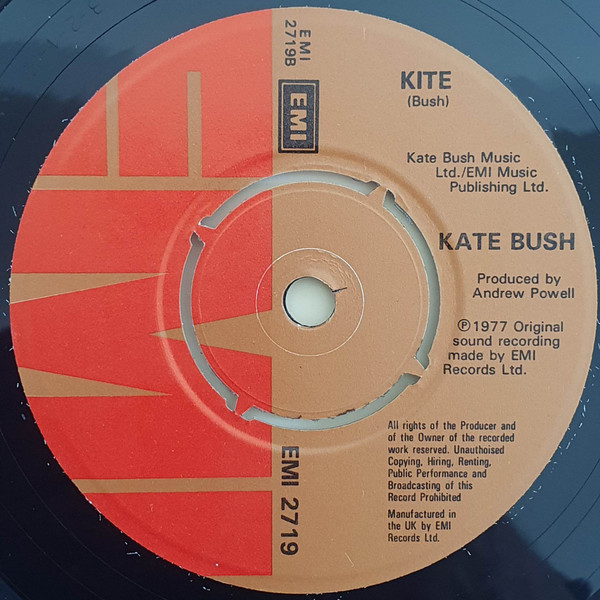 EMI
2719B
EMI
KITE
(Bush)
Kate Bush Music
Ltd./EMI Music
Publishing Ltd.
KATE BUSH
Produced by
Andrew Powell
Ⓟ1977 Original
sound recording
made by EMI
Records Ltd.
All rights of the Producer and
of the Owner of the recorded
work reserved. Unauthoised
Copying, Hiring, Renting,
Public Performance and
Broadcasting of this
Record Prohibited
Manufactured in
the UK by EMI
Records Ltd.
EMI 2719
EMI